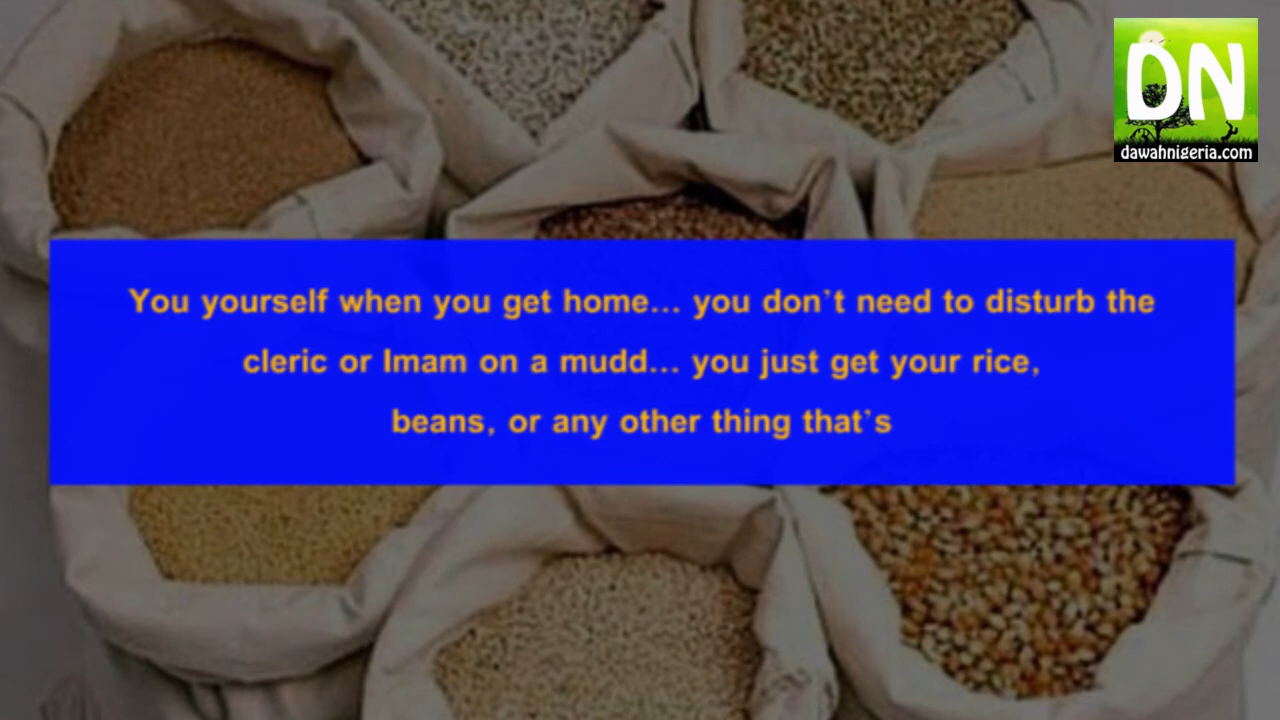 DN
dawahnigeria.com
You yourself when you get home... you don't need to disturb the
cleric or Imam on a mudd... you just get your rice,
beans, or any other thing that's